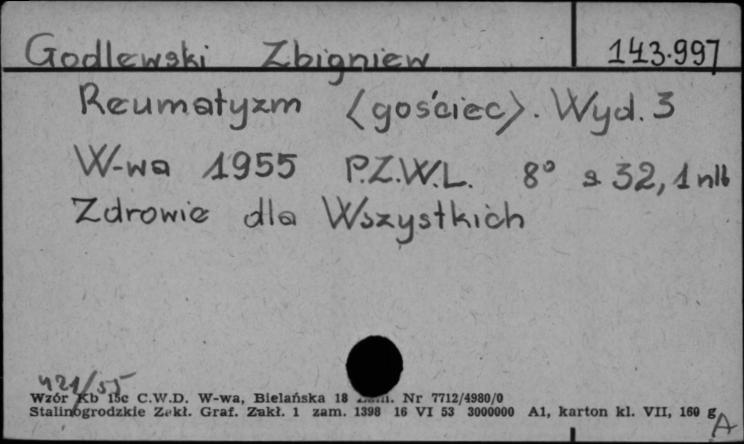 Godlewski Zbigniew 143.997
Reumatyzm <gościec>. Wyd. 3
W-wa 1955 P.Z.W.L. 8° s 32, 1 nlb
Zdrowie dla Wszystkich
421/55
Wzór Kb 15c C.W.D. W-wa, Bielańska 18 Nr 7712/4980/0
Stalinogrodzkie Zakł. Graf. Zakł. 1 zam. 1398 16 VI 53 3000000 A1, karton kl. VII, 160 g
A